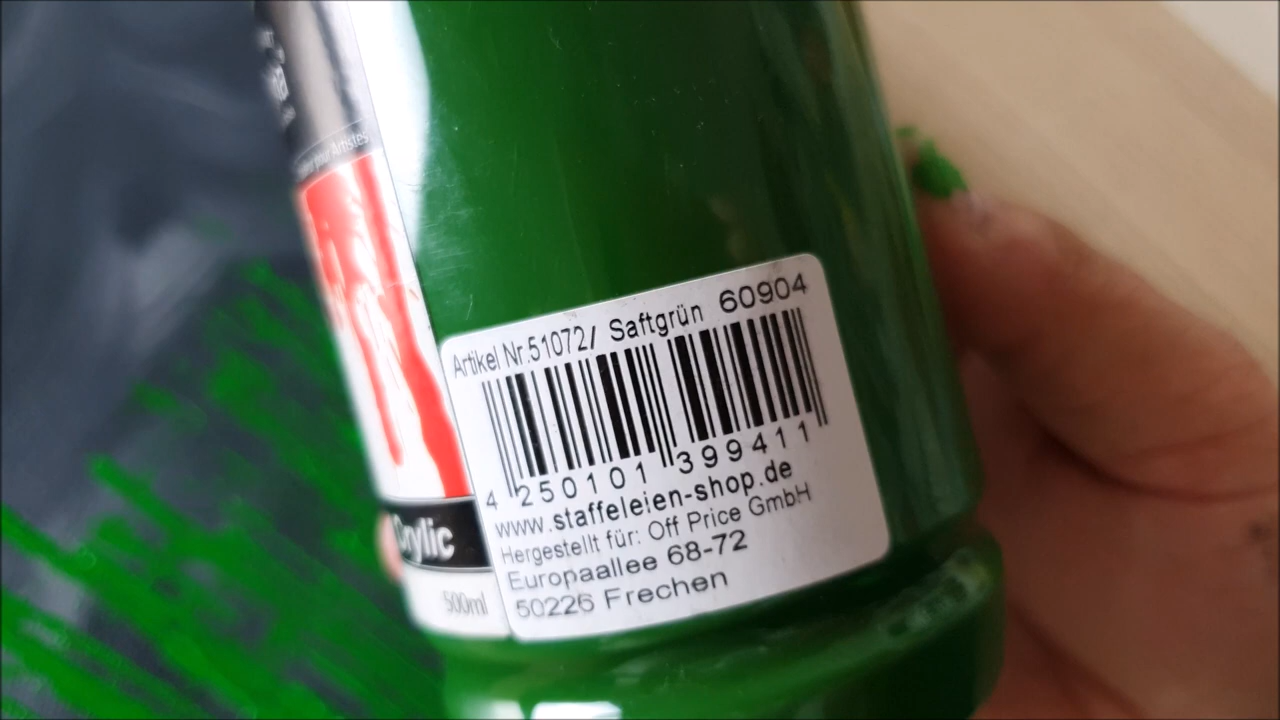 Artikel Nr.51072/ Saftgrün 60904
4 250101 399411
www.staffeleien-shop.de
Hergestellt für: Off Price GmbH
Europaallee 68-72
50226 Frechen
500ml